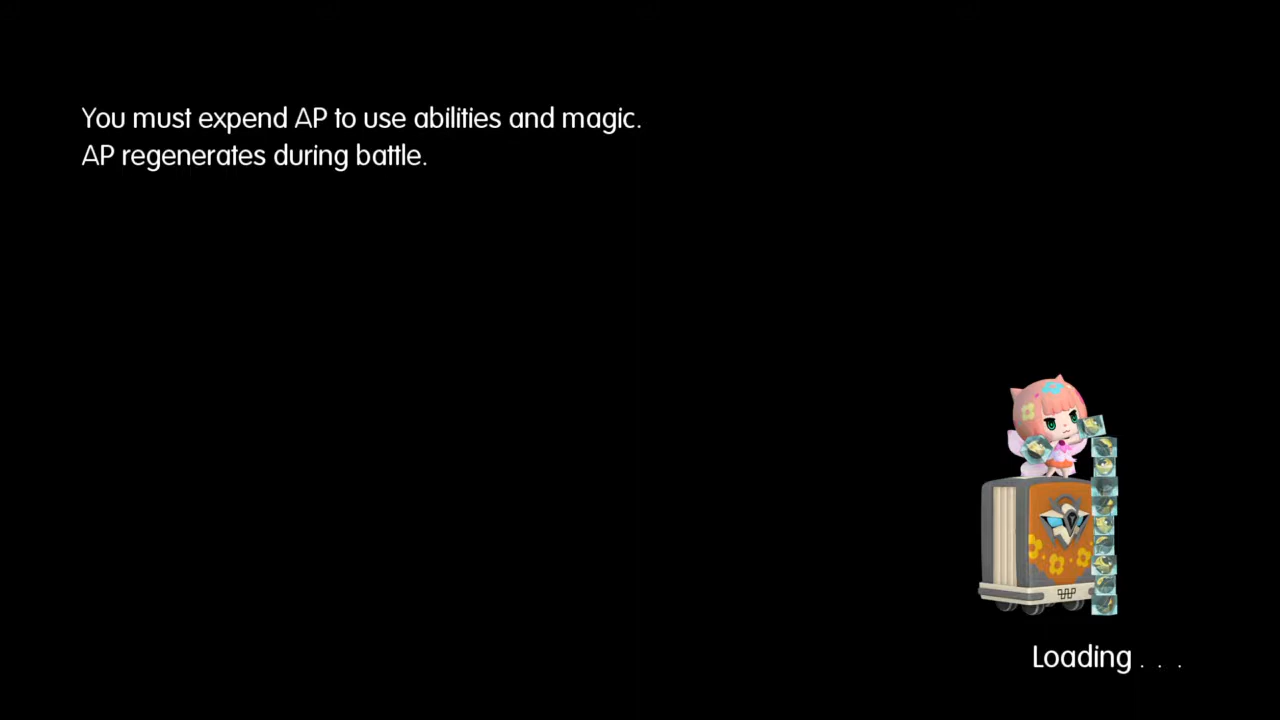 You must expend AP to use abilities and magic.
AP regenerates during battle.
Loading . . .